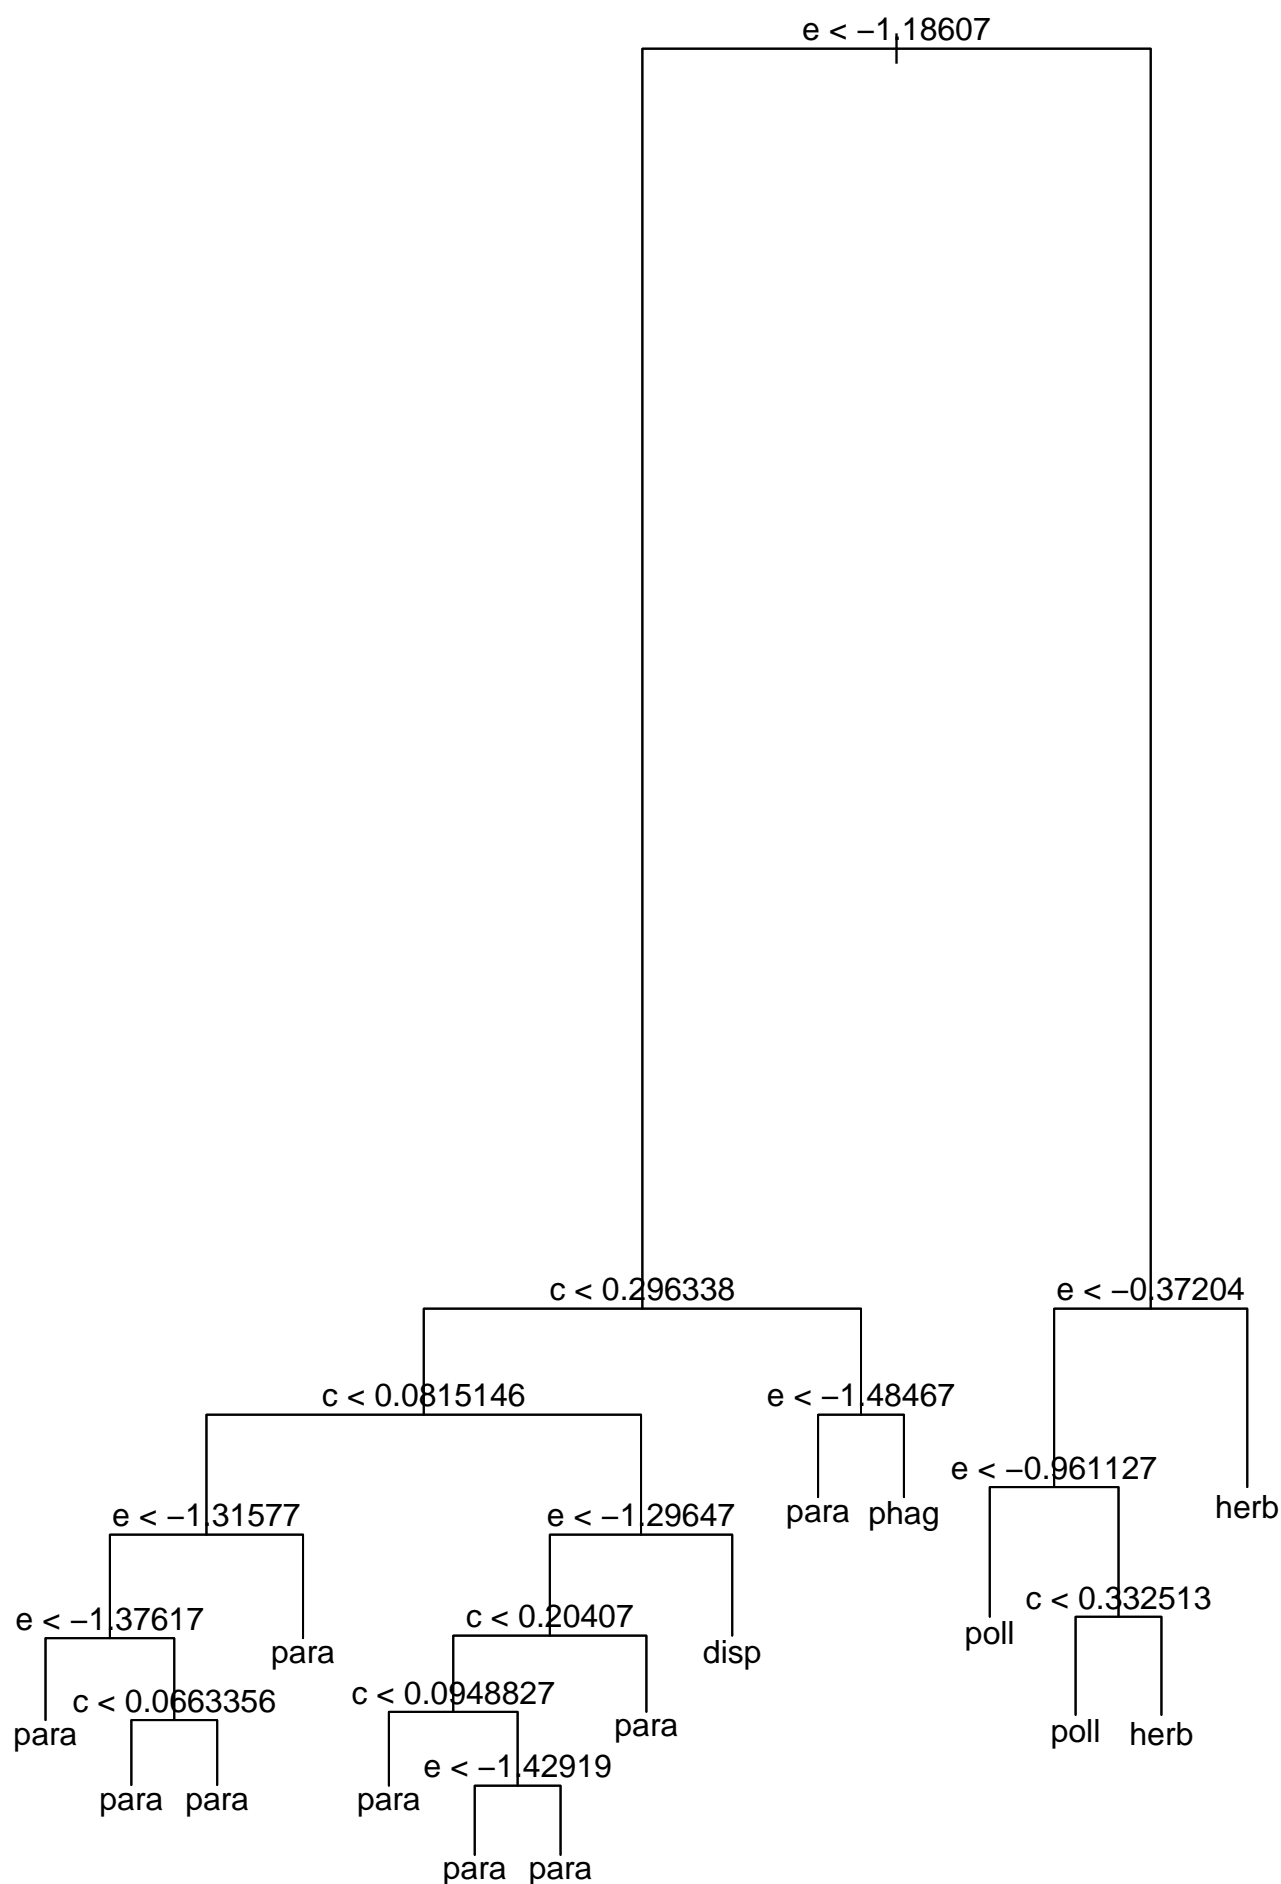 e < −1.18607
c < 0.296338
e < −0.37204
c < 0.0815146
e < −1.48467
e < −0.961127
para
phag
herb
e < −1.31577
e < −1.29647
c < 0.332513
e < −1.37617
c < 0.20407
poll
para
disp
c < 0.0663356
c < 0.0948827
para
para
poll
herb
e < −1.42919
para
para
para
para
para